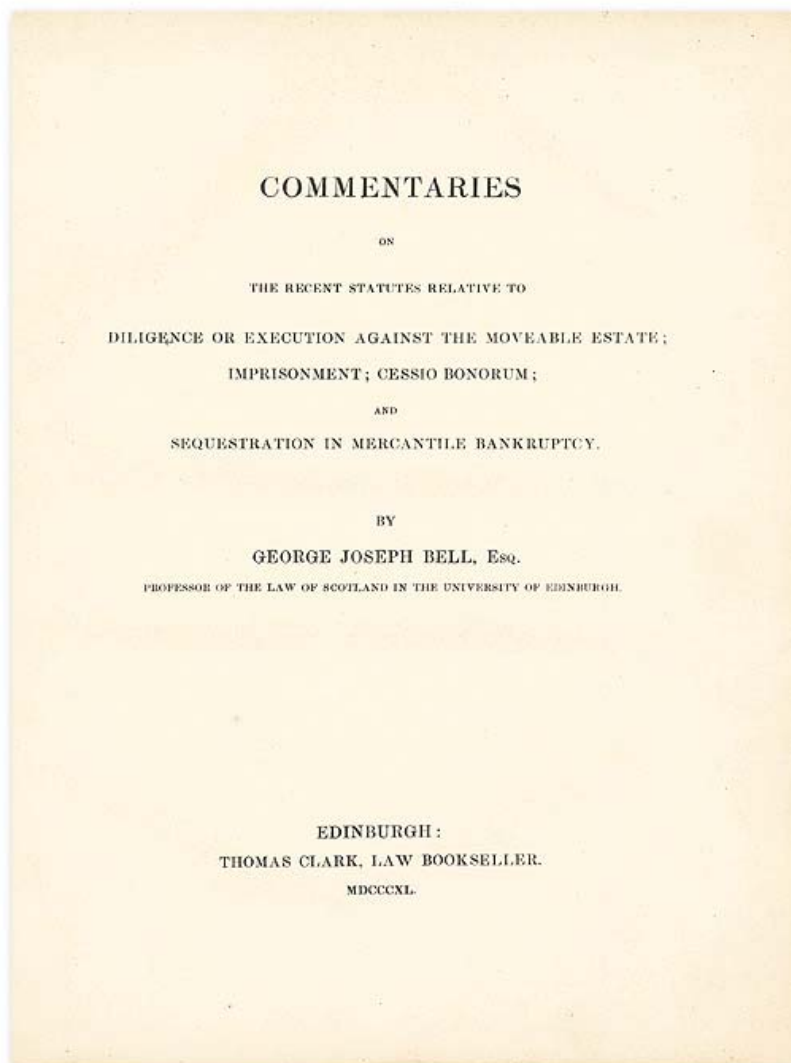 COMMENTARIES
ON
THE RECENT STATUTES RELATIVE TO
DILIGENCE OR EXECUTION AGAINST THE MOVEABLE ESTATE;
IMPRISONMENT; CESSIO BONORUM;
AND
SEQUESTRATION IN MERCANTILE BANKRUPTCY.
BY
GEORGE JOSEPH BELL, Esq.
PROFESSOR OF THE LAW OF SCOTLAND IN THE UNIVERSITY OF EDINBURGH.
EDINBURGH:
THOMAS CLARK, LAW BOOKSELLER.
MDCCCXL.